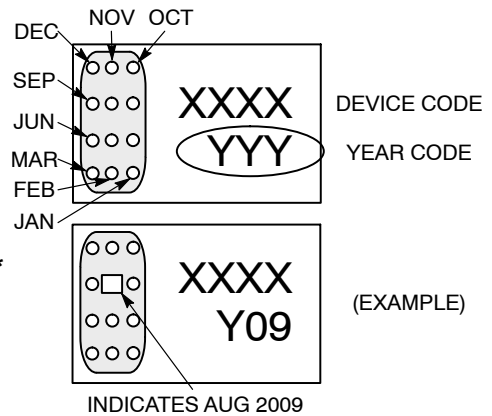 NOV OCT
DEC
SEP
XXXX DEVICE CODE
JUN
YYY YEAR CODE
MAR
FEB
JAN
*
XXXX
(EXAMPLE)
Y09
INDICATES AUG 2009